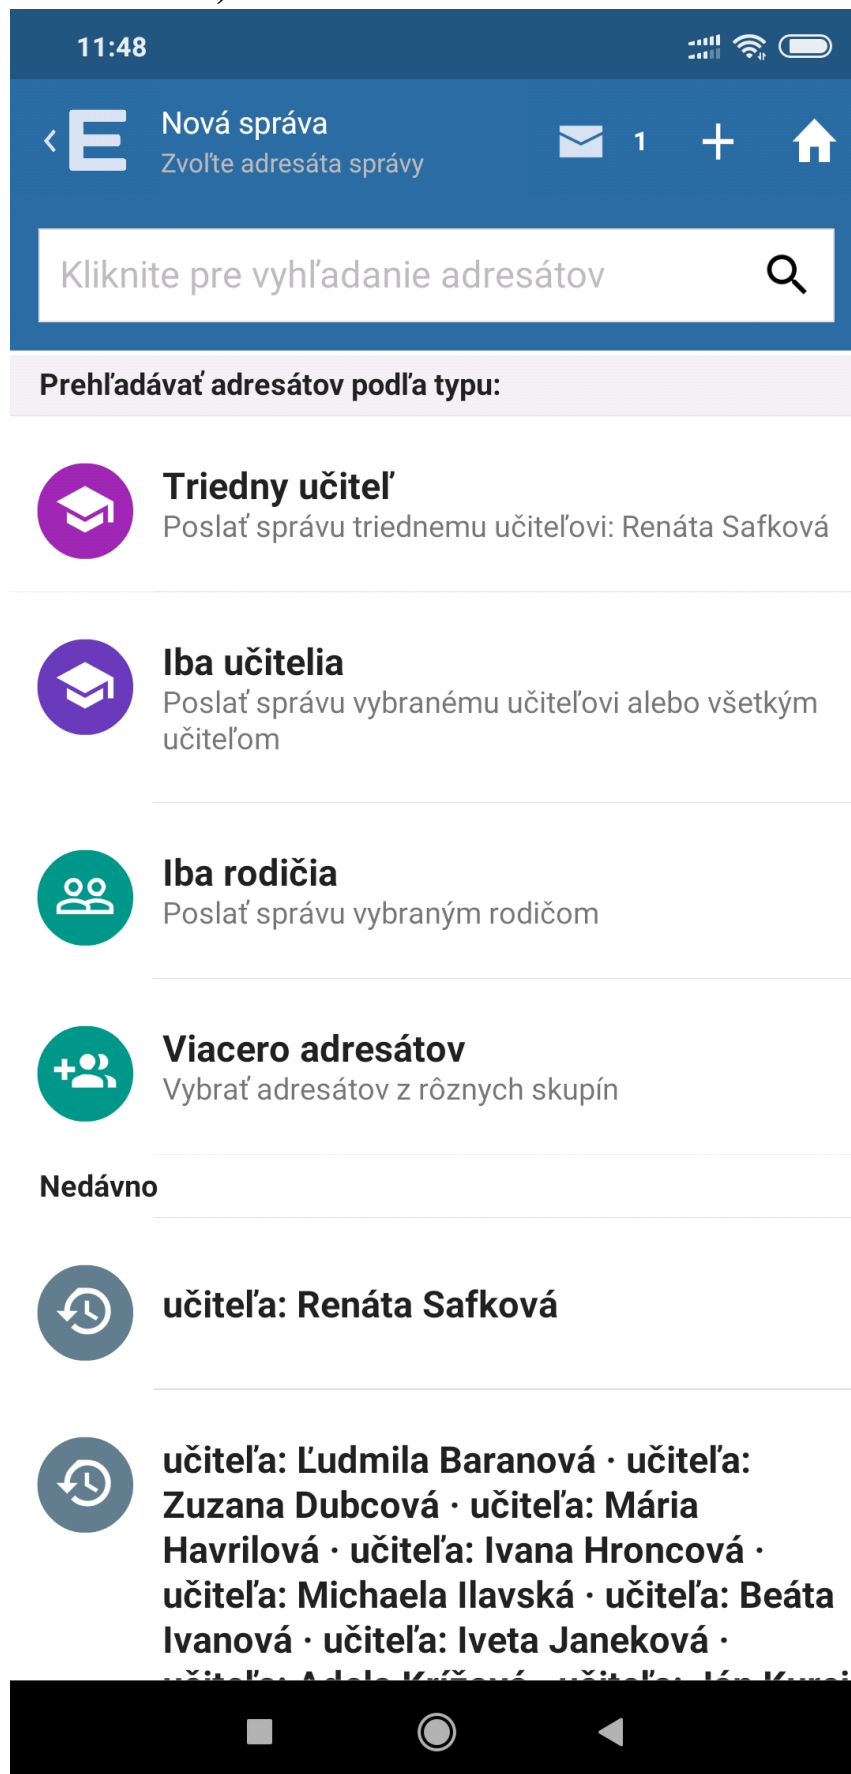 11:48
E
Nová správa
1
Zvoľte adresáta správy
Kliknite pre vyhľadanie adresátov
Prehľadávať adresátov podľa typu:
Triedny učiteľ
Poslať správu triednemu učiteľovi: Renáta Safková
Iba učitelia
Poslať správu vybranému učiteľovi alebo všetkým
učiteľom
Iba rodičia
Poslať správu vybraným rodičom
Viacero adresátov
Vybrať adresátov z rôznych skupín
Nedávno
učiteľa: Renáta Safková
učiteľa: Ľudmila Baranová · učiteľa:
Zuzana Dubcová · učiteľa: Mária
Havrilová · učiteľa: Ivana Hroncová ·
učiteľa: Michaela Ilavská · učiteľa: Beáta
Ivanová · učiteľa: Iveta Janeková ·